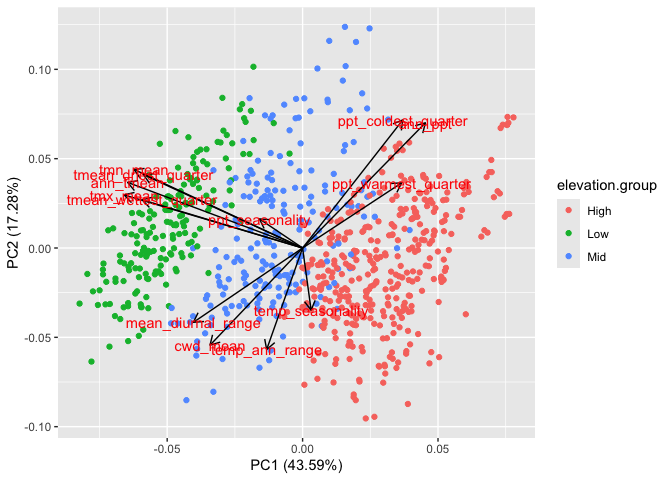 0.10
0.05
0.00
-0.05
-0.10
-0.05
0.00
0.05
PC1 (43.59%)
PC2 (17.28%)
ppt_coldest_quarter
ann_ppt
ppt_warmest_quarter
tmn_mean
tmean_driest_quarter
ann_tmean
tmx_mean
tmean_wettest_quarter
ppt_seasonality
temp_seasonality
mean_diurnal_range
cwd_mean
temp_ann_range
elevation.group
High
Low
Mid